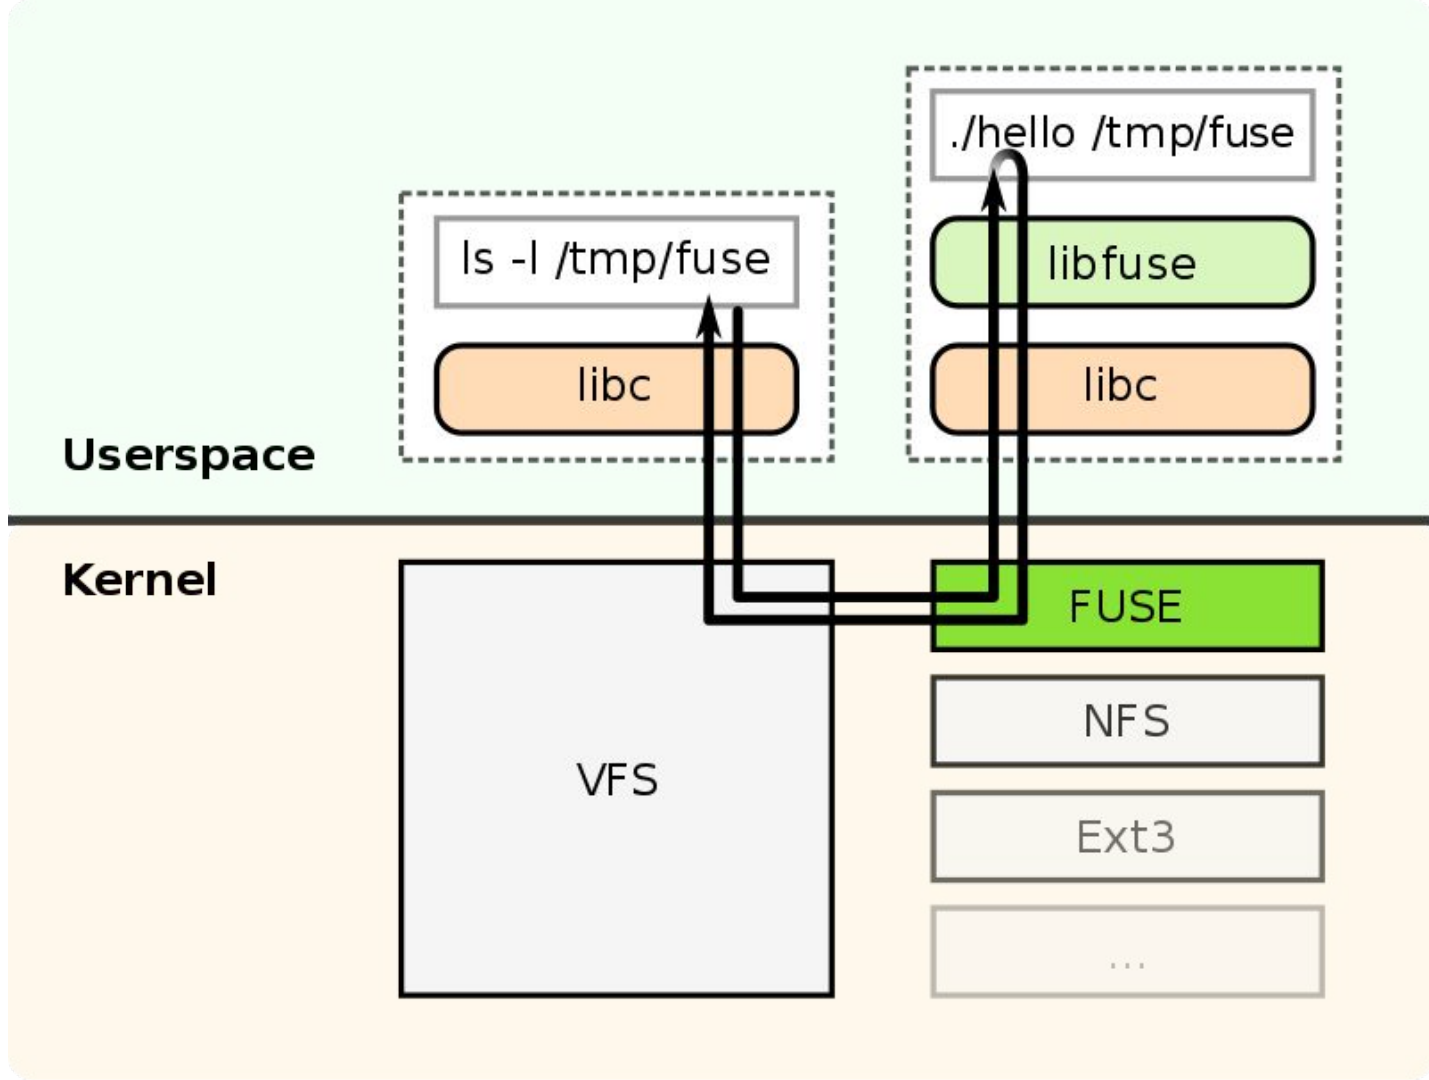 ./hello /tmp/fuse
ls -l /tmp/fuse
libfuse
libc
libc
Userspace
Kernel
FUSE
NFS
VFS
Ext3
...